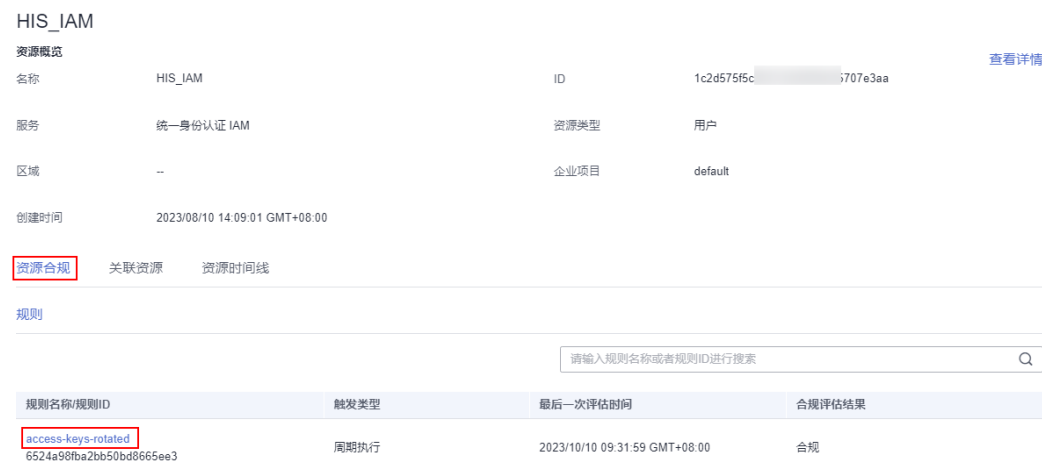 HIS_IAM
资源概览
查看详情
名称 HIS_IAM ID 1c2d575f5c 5707e3aa
服务 统一身份认证 IAM 资源类型 用户
区域 -- 企业项目 default
创建时间 2023/08/10 14:09:01 GMT+08:00
资源合规 关联资源 资源时间线
规则
请输入规则名称或者规则ID进行搜素
规则名称/规则ID 触发类型 最后一次评估时间 合规评估结果
access-keys-rotated
周期执行 2023/10/10 09:31:59 GMT+08:00 合规
6524a98fba2bb50bd8665ee3